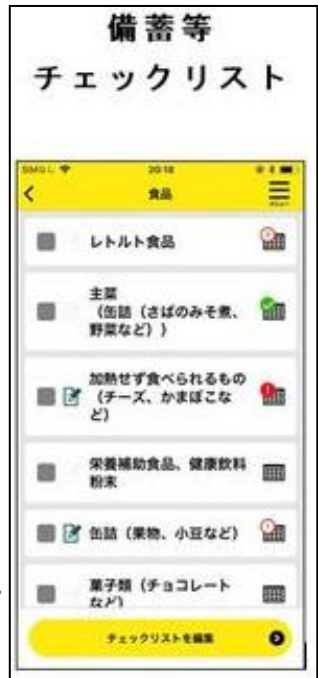 備蓄等
チェックリスト
20:18
食品
レトルト食品
主菜
（缶詰（さばのみそ煮、
野菜など））
加熱せず食べられるもの
（チーズ、かまぼこな
ど）
栄養補助食品、健康飲料
粉末
缶詰（果物、小豆など）
菓子類（チョコレート
など）
チェックリストを編集